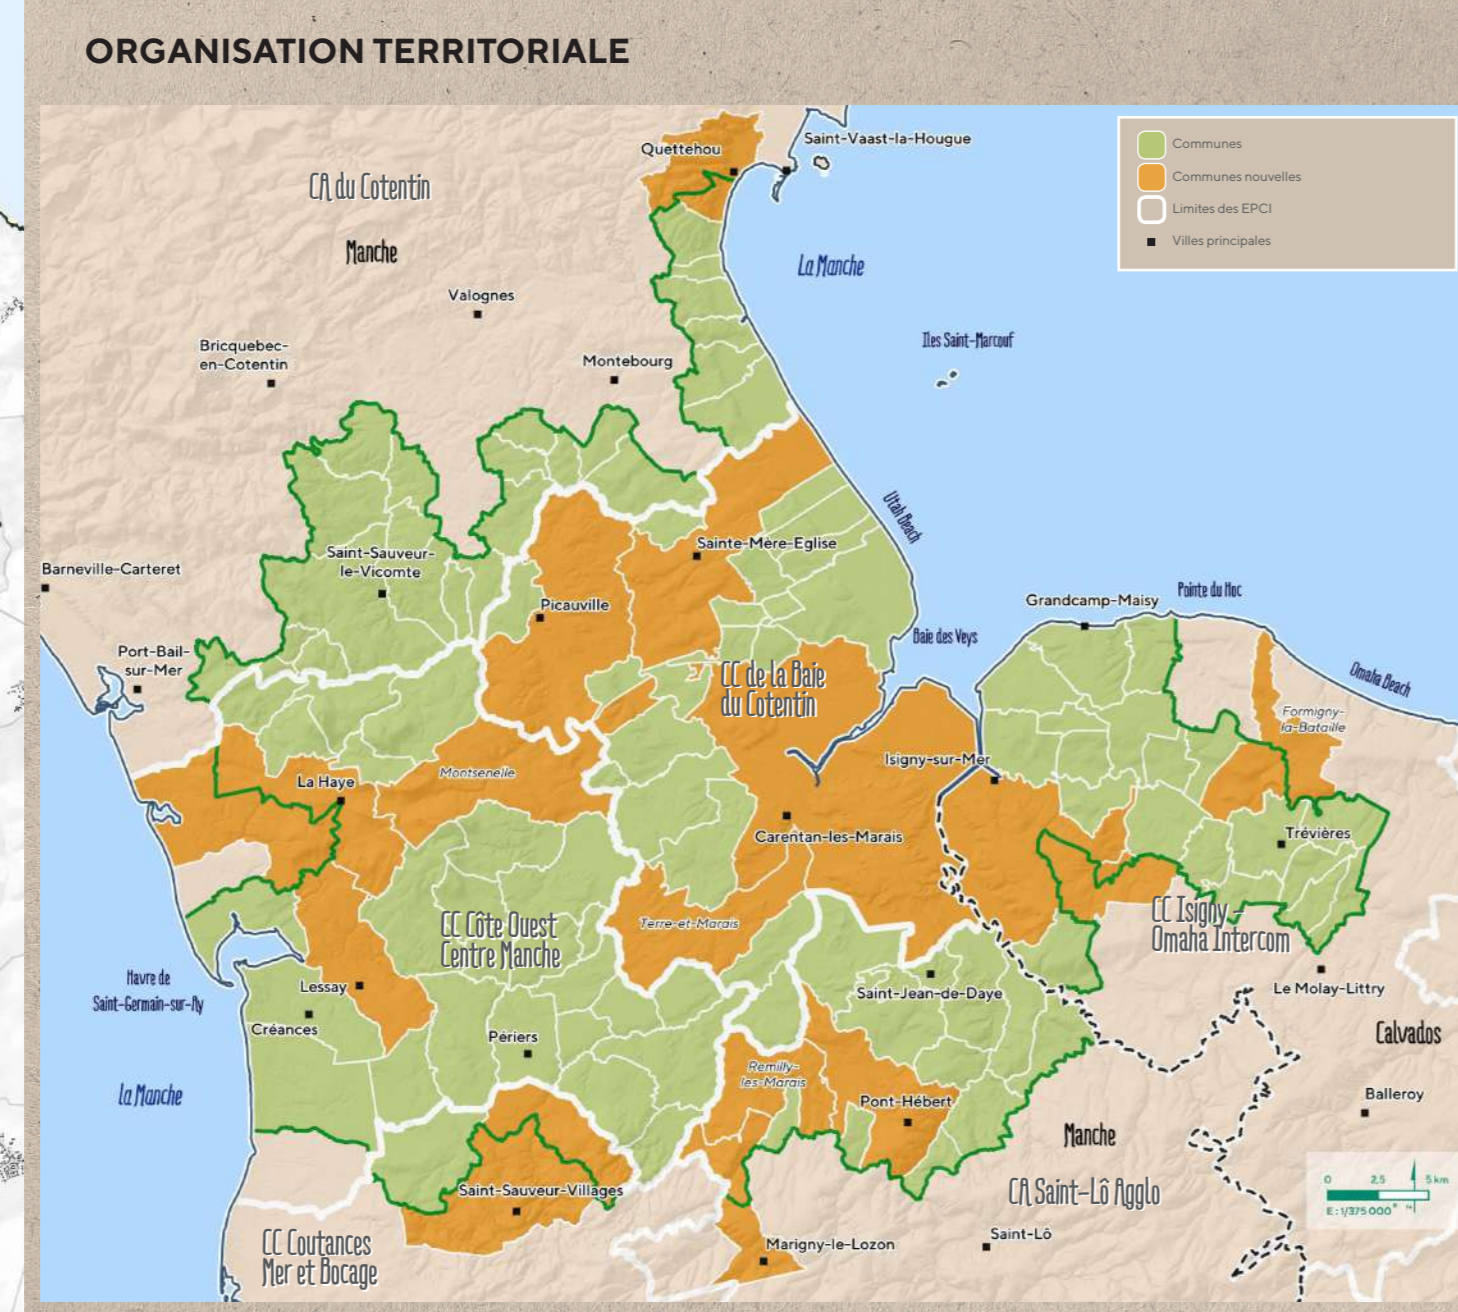 ORGANISATION TERRITORIALE
Communes
Communes nouvelles
Limites des EPCI
Villes principales
Quettehou
Saint-Vaast-la-Hougue
CA du Cotentin
Manche
La Manche
Valognes
Iles Saint-Marcouf
Bricquebec-
en-Cotentin
Montebourg
Utah Beach
Saint-Sauveur-
le-Vicomte
Sainte-Mère-Eglise
Barneville-Carteret
Picauville
Grandcamp-Maisy
Pointe du Hoc
Baie des Veys
Port-Bail-
sur-Mer
CC de la Baie
du Cotentin
Omaha Beach
Formigny-
la-Bataille
Isigny-sur-Mer
La Haye
Montsenelle
Carentan-les-Marais
Trévières
CC Côte Ouest
Centre Manche
Terre-et-Marais
CC Isigny -
Omaha Intercom
Havre de
Saint-Germain-sur-Ay
Lessay
Saint-Jean-de-Daye
Le Molay-Littry
Créances
Périers
Calvados
La Manche
Remilly-
les-Marais
Pont-Hébert
Balleroy
Manche
CA Saint-Lô Agglo
Saint-Sauveur-Villages
0 2,5 5 km
E : 1/375 000°
CC Coutances
Mer et Bocage
Marigny-le-Lozon
Saint-Lô